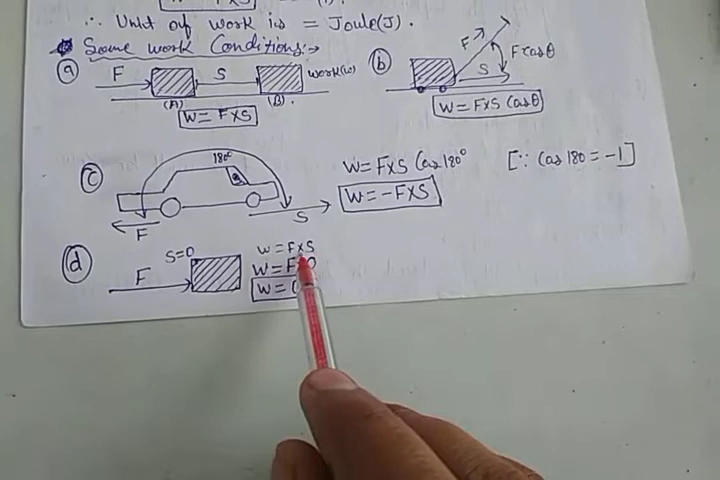 ∴ Unit of work is = Joule(J).
Some work Conditions:→
(a) F S work(w)
(A) (B).
W = F×S
(b) F F cosθ
S
W = F×S Cosθ
(c) 180°
F S
W = F×S Cos 180° [∵ Cos 180 = -1]
W = -F×S
(d) F S=0
W = F×S
W = F×0
W =